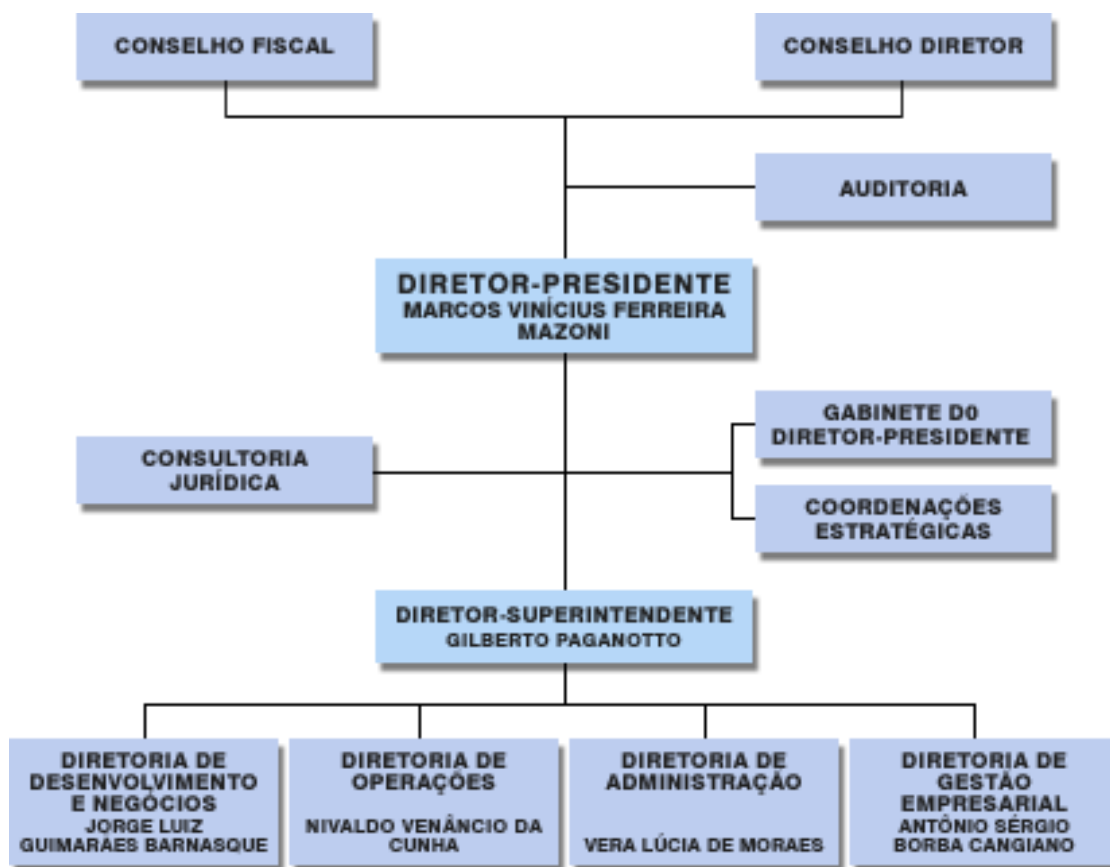 CONSELHO FISCAL
CONSELHO DIRETOR
AUDITORIA
DIRETOR-PRESIDENTE
MARCOS VINÍCIUS FERREIRA
MAZONI
GABINETE D0
DIRETOR-PRESIDENTE
CONSULTORIA
JURÍDICA
COORDENAÇÕES
ESTRATÉGICAS
DIRETOR-SUPERINTENDENTE
GILBERTO PAGANOTTO
DIRETORIA DE
DESENVOLVIMENTO
E NEGÓCIOS
JORGE LUIZ
GUIMARÃES BARNASQUE
DIRETORIA DE
OPERAÇÕES
NIVALDO VENÂNCIO DA
CUNHA
DIRETORIA DE
ADMINISTRAÇÃO
VERA LÚCIA DE MORAES
DIRETORIA DE
GESTÃO
EMPRESARIAL
ANTÔNIO SÉRGIO
BORBA CANGIANO